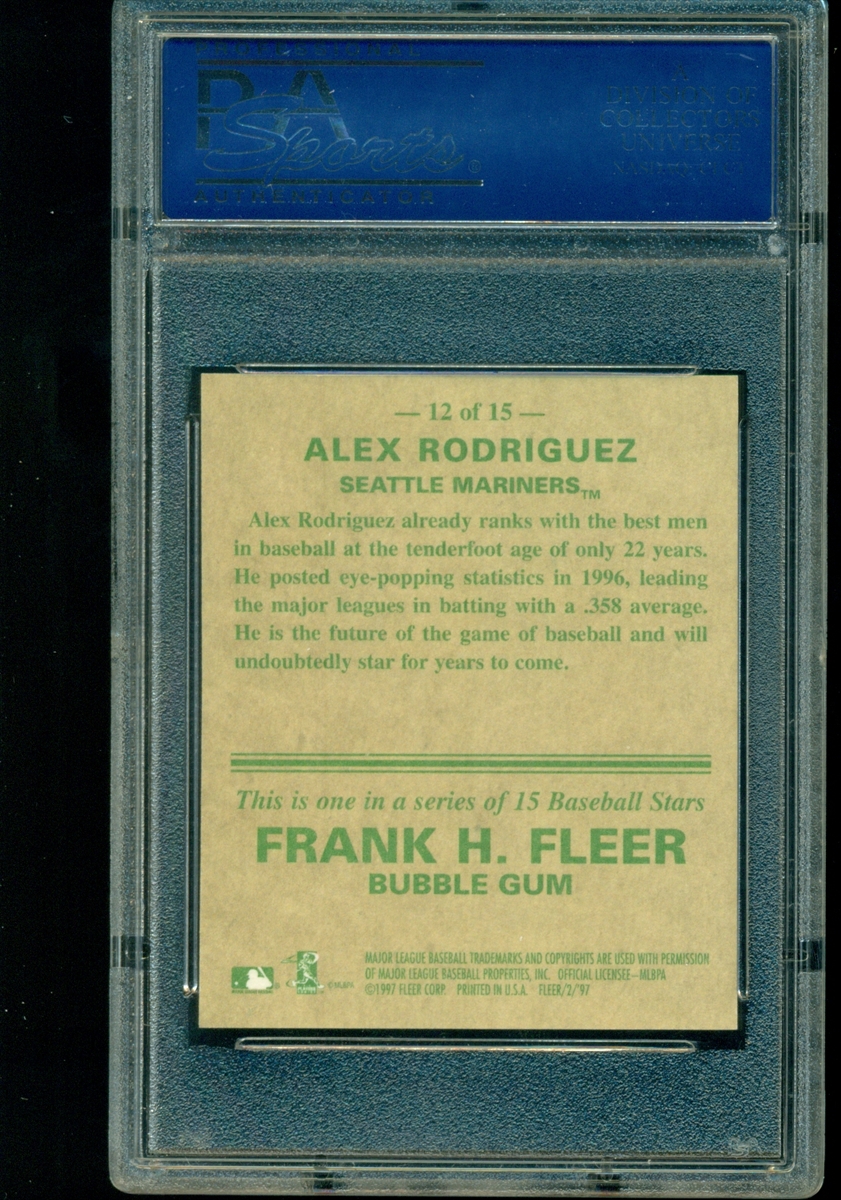 PROFESSIONAL
PSA
Sports®
AUTHENTICATOR
A
DIVISION OF
COLLECTORS
UNIVERSE
— 12 of 15 —
ALEX RODRIGUEZ
SEATTLE MARINERS™
Alex Rodriguez already ranks with the best men
in baseball at the tenderfoot age of only 22 years.
He posted eye-popping statistics in 1996, leading
the major leagues in batting with a .358 average.
He is the future of the game of baseball and will
undoubtedly star for years to come.
This is one in a series of 15 Baseball Stars
FRANK H. FLEER
BUBBLE GUM
MAJOR LEAGUE BASEBALL TRADEMARKS AND COPYRIGHTS ARE USED WITH PERMISSION
OF MAJOR LEAGUE BASEBALL PROPERTIES, INC. OFFICIAL LICENSEE—MLBPA
©1997 FLEER CORP. PRINTED IN U.S.A. FLEER/2/'97
© MLBPA